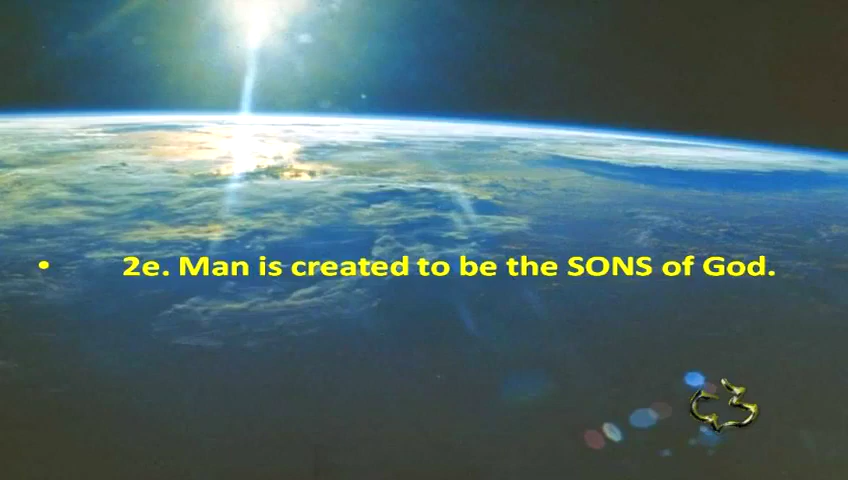 • 2e. Man is created to be the SONS of God.